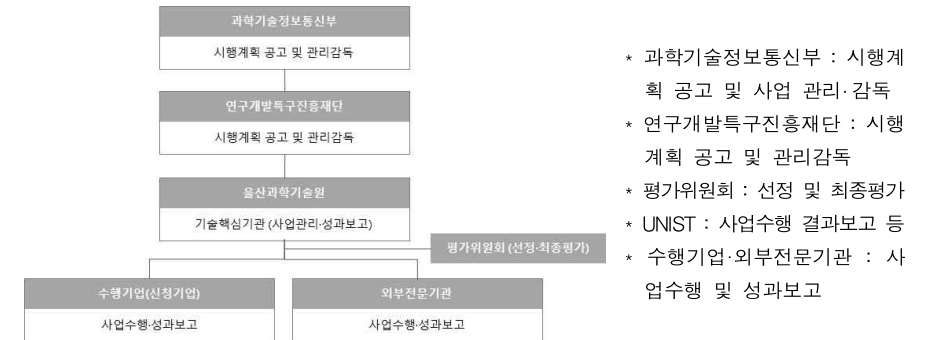 과학기술정보통신부
시행계획 공고 및 관리감독
연구개발특구진흥재단
시행계획 공고 및 관리감독
울산과학기술원
기술핵심기관 (사업관리·성과보고)
평가위원회 (선정·최종평가)
수행기업(신청기업)
사업수행·성과보고
외부전문기관
사업수행·성과보고
* 과학기술정보통신부 : 시행계
획 공고 및 사업 관리·감독
* 연구개발특구진흥재단 : 시행
계획 공고 및 관리감독
* 평가위원회 : 선정 및 최종평가
* UNIST : 사업수행 결과보고 등
* 수행기업·외부전문기관 : 사
업수행 및 성과보고